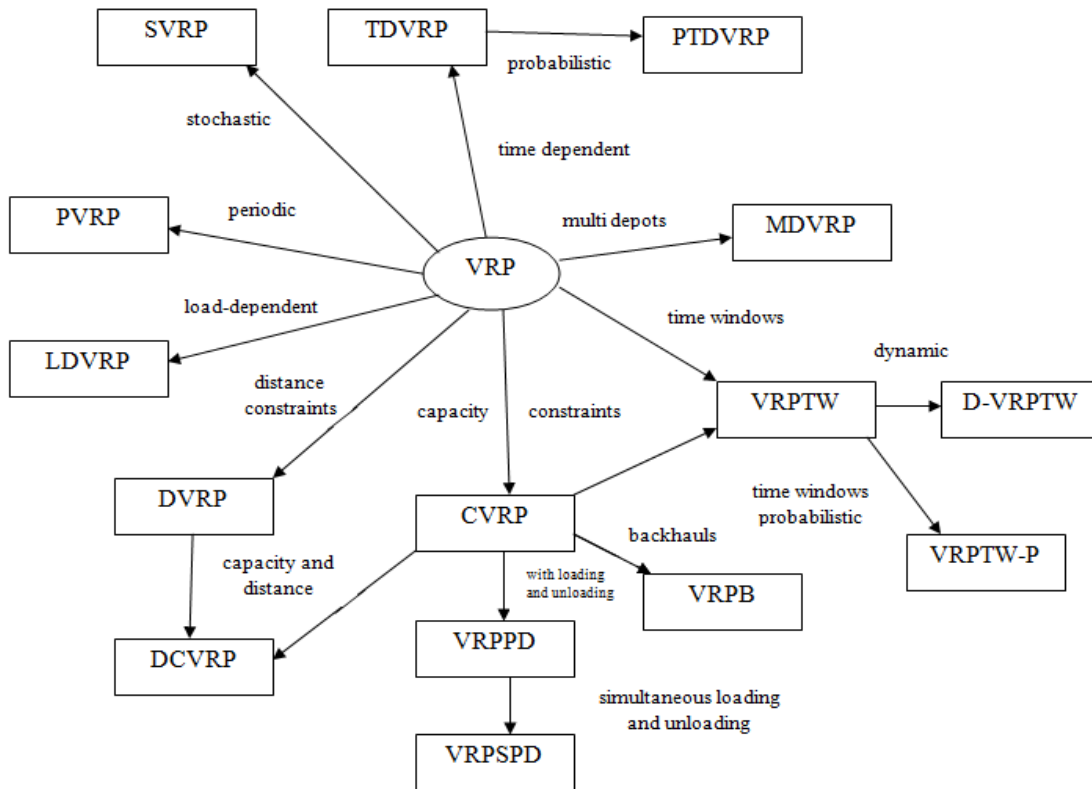 SVRP
TDVRP
PTDVRP
probabilistic
stochastic
time dependent
PVRP
periodic
multi depots
MDVRP
VRP
load-dependent
time windows
LDVRP
dynamic
distance
constraints
capacity
constraints
VRPTW
D-VRPTW
DVRP
CVRP
time windows
probabilistic
backhauls
VRPTW-P
capacity and
distance
with loading
and unloading
VRPB
DCVRP
VRPPD
simultaneous loading
and unloading
VRPSPD